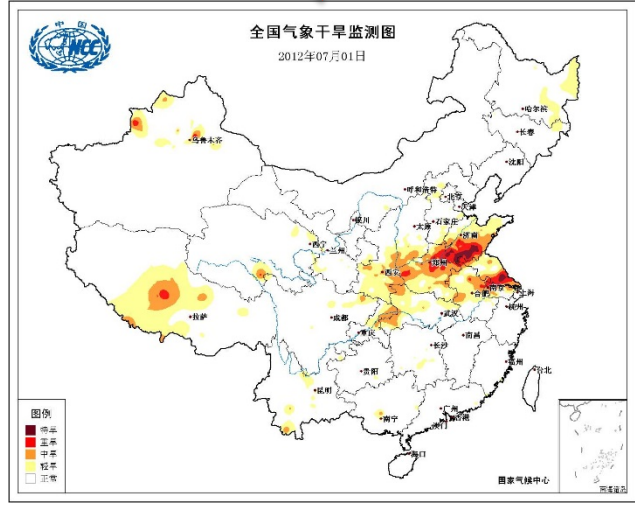 中国
NCC
全国气象干旱监测图
2012年07月01日
哈尔滨
长春
乌鲁木齐
沈阳
呼和浩特
北京
天津
银川
石家庄
太原
西宁
济南
兰州
西安
郑州
南京
合肥
上海
拉萨
成都
武汉
杭州
重庆
长沙
南昌
贵阳
福州
昆明
台北
南宁
广州
香港
澳门
海口
图例
特旱
重旱
中旱
轻旱
正常
国家气候中心
南海诸岛